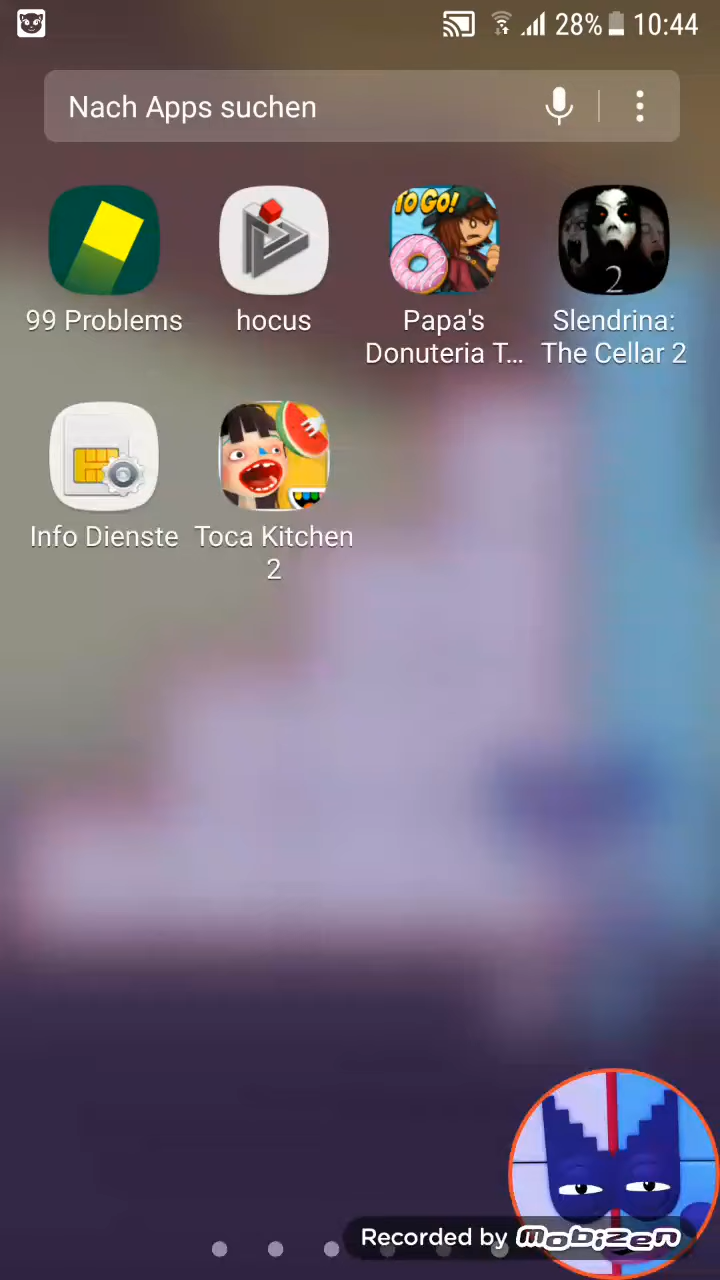 28% 10:44
Nach Apps suchen
TO GO!
2
99 Problems
hocus
Papa's
Donuteria T...
Slendrina:
The Cellar 2
Info Dienste
Toca Kitchen
2
Recorded by mobizen